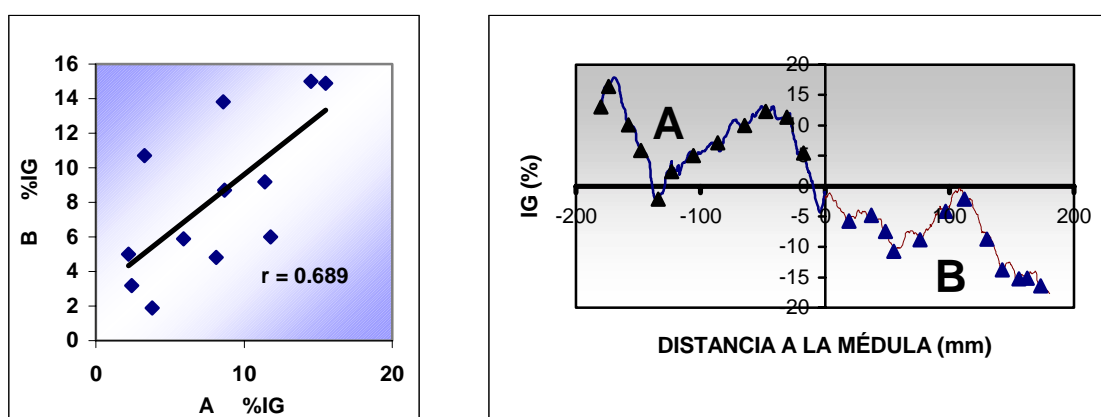 16
14
12
10
8
6
4
2
0
B %IG
r = 0.689
0 10 20
A %IG
20
15
10
5
0
-5
-10
-15
20
IG (%)
-200 -100 0 100 200
A
B
DISTANCIA A LA MÉDULA (mm)